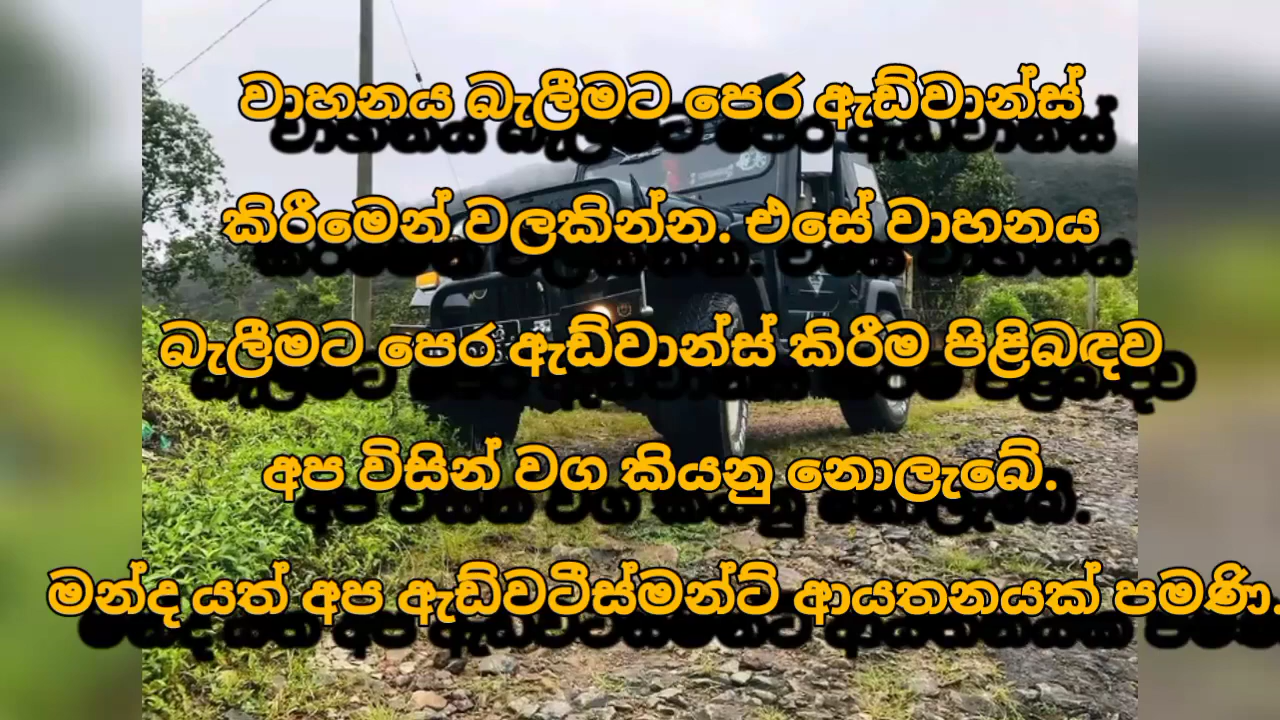 වාහනය බැලීමට පෙර ඇඩ්වාන්ස්
කිරීමෙන් වලකින්න. එසේ වාහනය
බැලීමට පෙර ඇඩ්වාන්ස් කිරීම පිළිබඳව
අප විසින් වග කියනු නොලැබේ.
මන්ද යත් අප ඇඩ්වටීස්මන්ට් ආයතනයක් පමණි.